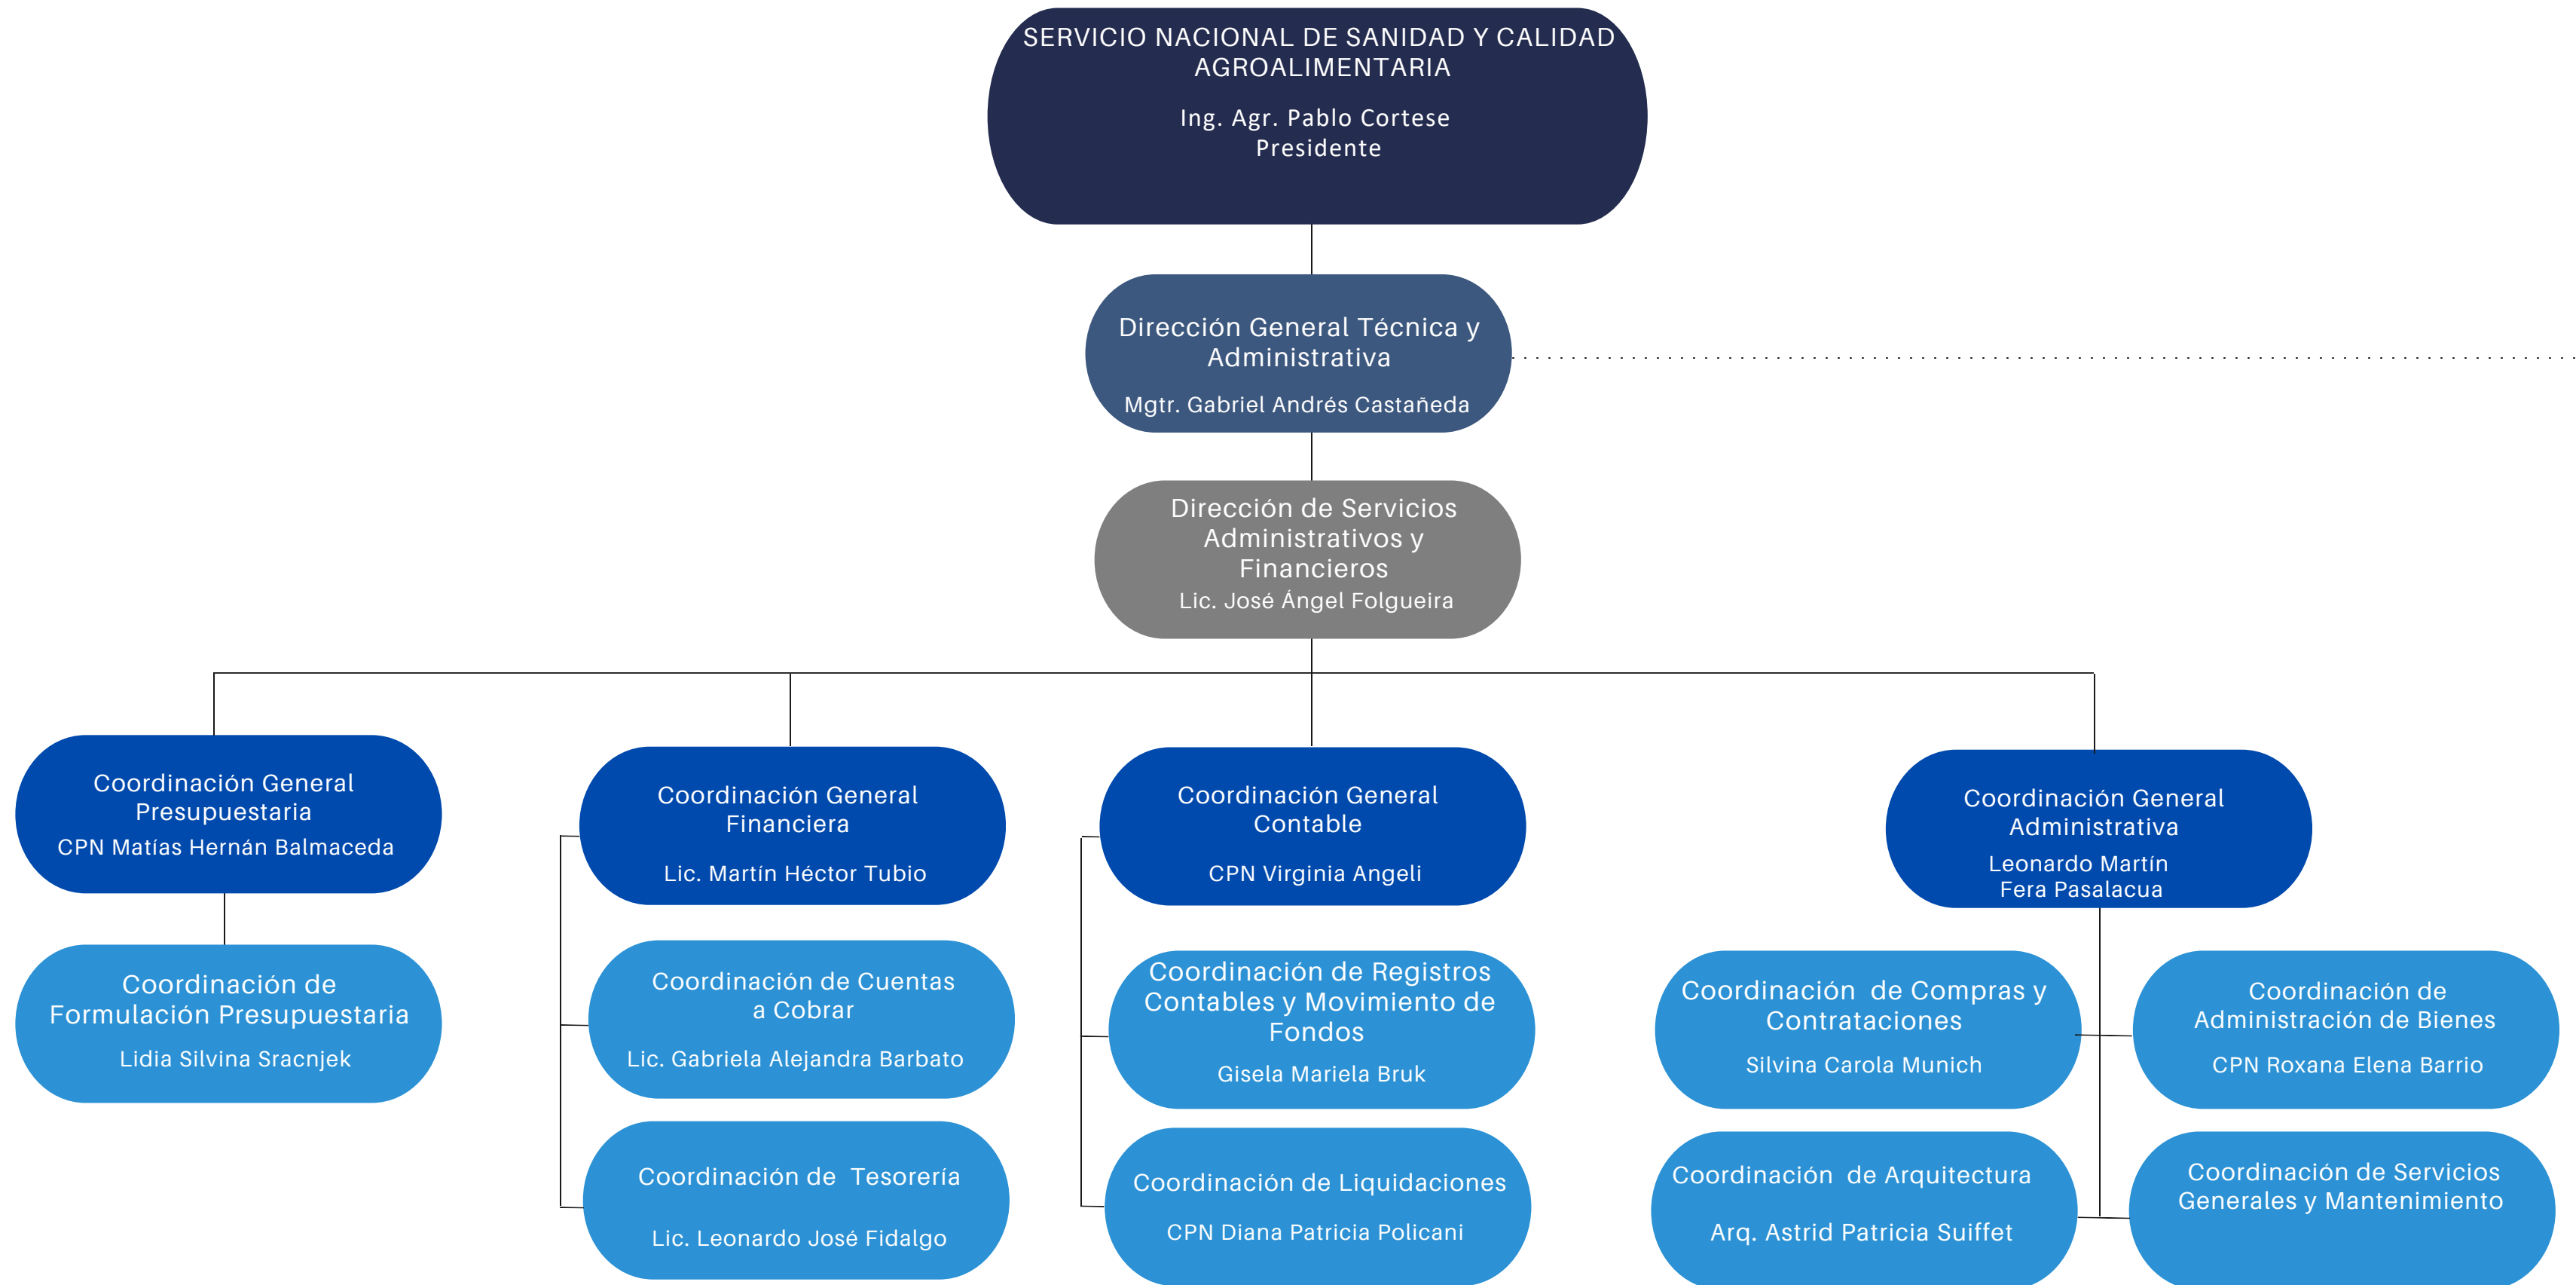 SERVICIO NACIONAL DE SANIDAD Y CALIDAD
AGROALIMENTARIA
Ing. Agr. Pablo Cortese
Presidente
Dirección General Técnica y
Administrativa
Mgtr. Gabriel Andrés Castañeda
Dirección de Servicios
Administrativos y
Financieros
Lic. José Ángel Folgueira
Coordinación General
Presupuestaria
CPN Matías Hernán Balmaceda
Coordinación de
Formulación Presupuestaria
Lidia Silvina Sracnjek
Coordinación General
Financiera
Lic. Martín Héctor Tubio
Coordinación de Cuentas
a Cobrar
Lic. Gabriela Alejandra Barbato
Coordinación de Tesorería
Lic. Leonardo José Fidalgo
Coordinación General
Contable
CPN Virginia Angeli
Coordinación de Registros
Contables y Movimiento de
Fondos
Gisela Mariela Bruk
Coordinación de Liquidaciones
CPN Diana Patricia Policani
Coordinación General
Administrativa
Leonardo Martín
Fera Pasalacua
Coordinación de Compras y
Contrataciones
Silvina Carola Munich
Coordinación de
Administración de Bienes
CPN Roxana Elena Barrio
Coordinación de Arquitectura
Arq. Astrid Patricia Suiffet
Coordinación de Servicios
Generales y Mantenimiento